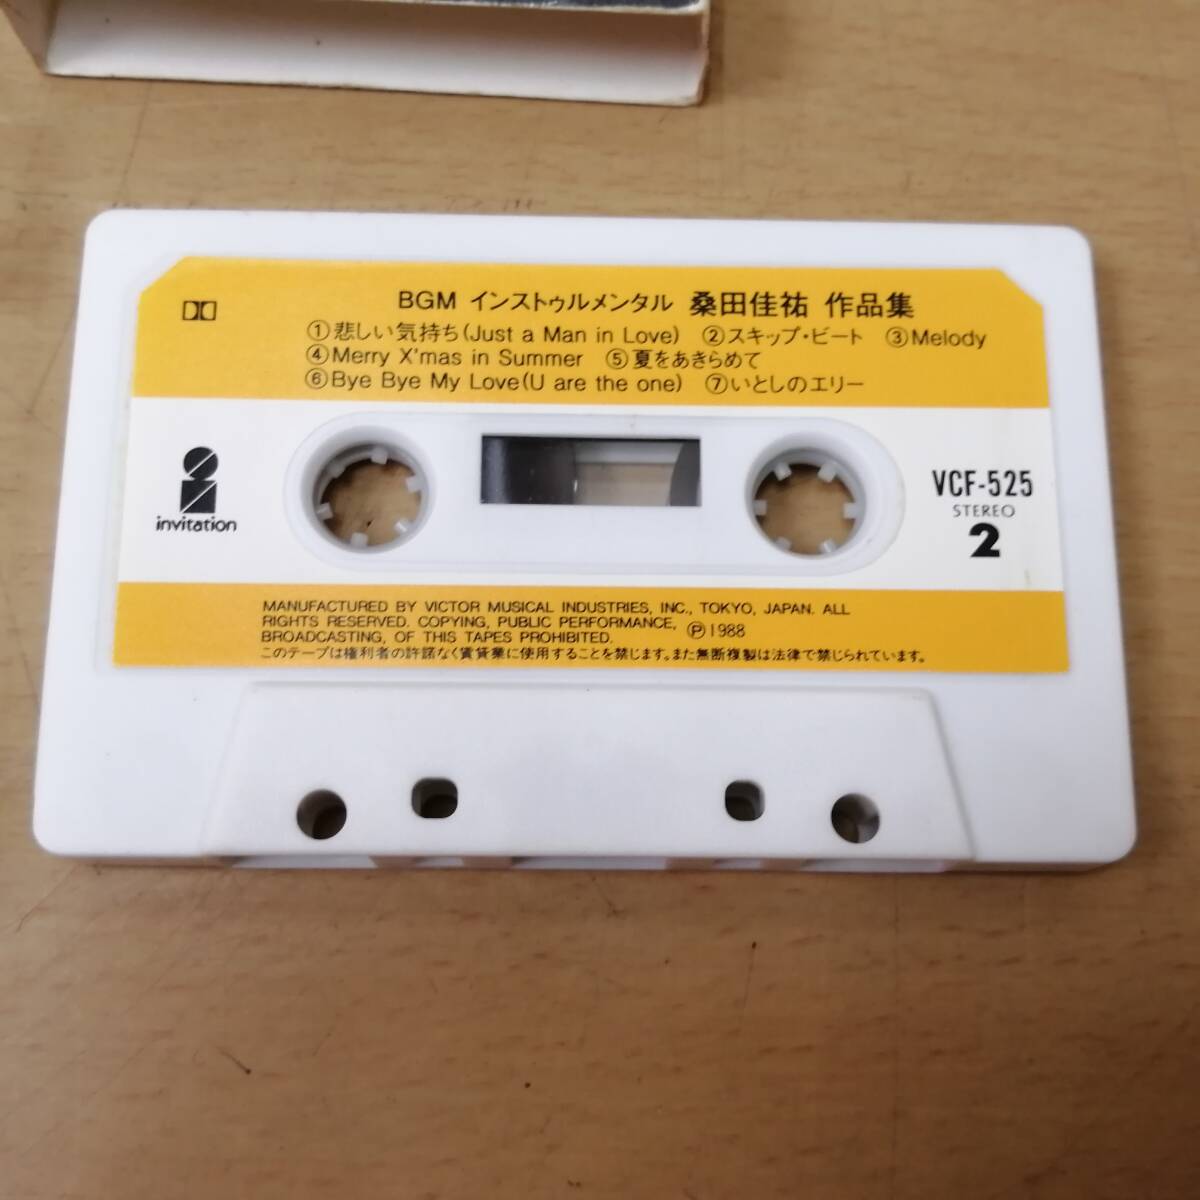 BGM インストゥルメンタル 桑田佳祐 作品集
①悲しい気持ち(Just a Man in Love) ②スキップ・ビート ③Melody
④Merry X'mas in Summer ⑤夏をあきらめて
⑥Bye Bye My Love(U are the one) ⑦いとしのエリー
invitation
VCF-525
STEREO
2
MANUFACTURED BY VICTOR MUSICAL INDUSTRIES, INC., TOKYO, JAPAN. ALL
RIGHTS RESERVED. COPYING, PUBLIC PERFORMANCE,
BROADCASTING, OF THIS TAPES PROHIBITED. ℗1988
このテープは権利者の許諾なく賃貸業に使用することを禁じます。また無断複製は法律で禁じられています。